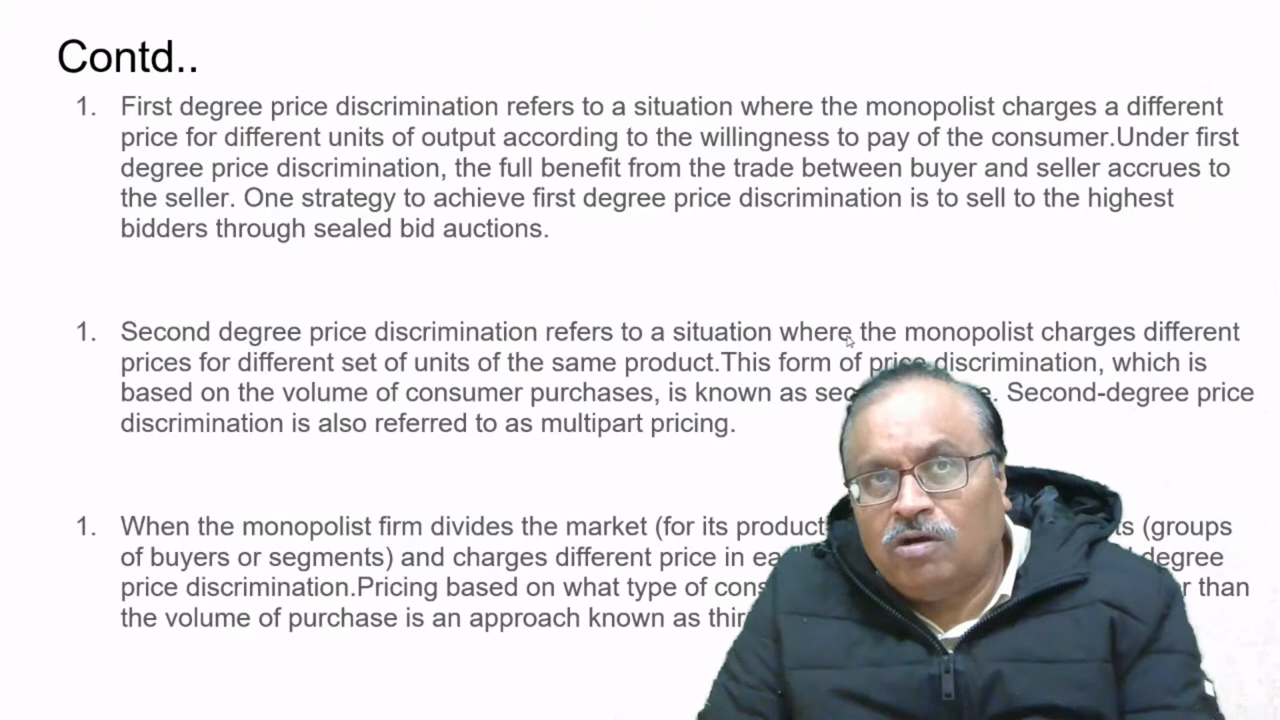 Contd..
1. First degree price discrimination refers to a situation where the monopolist charges a different
price for different units of output according to the willingness to pay of the consumer.Under first
degree price discrimination, the full benefit from the trade between buyer and seller accrues to
the seller. One strategy to achieve first degree price discrimination is to sell to the highest
bidders through sealed bid auctions.
1. Second degree price discrimination refers to a situation where the monopolist charges different
prices for different set of units of the same product.This form of price discrimination, which is
based on the volume of consumer purchases, is known as Second-degree price
discrimination is also referred to as multipart pricing.
1. When the monopolist firm divides the market (for its product (groups
of buyers or segments) and charges different price in degree
price discrimination.Pricing based on what type of than
the volume of purchase is an approach known as